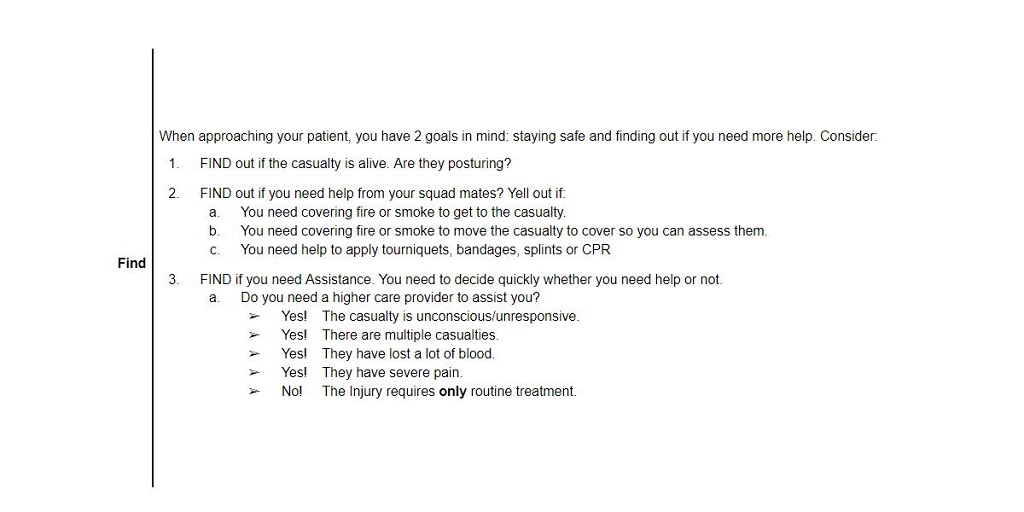 When approaching your patient, you have 2 goals in mind: staying safe and finding out if you need more help. Consider:
1. FIND out if the casualty is alive. Are they posturing?
2. FIND out if you need help from your squad mates? Yell out if:
a. You need covering fire or smoke to get to the casualty.
b. You need covering fire or smoke to move the casualty to cover so you can assess them.
c. You need help to apply tourniquets, bandages, splints or CPR
Find
3. FIND if you need Assistance. You need to decide quickly whether you need help or not.
a. Do you need a higher care provider to assist you?
➢ Yes! The casualty is unconscious/unresponsive.
➢ Yes! There are multiple casualties.
➢ Yes! They have lost a lot of blood.
➢ Yes! They have severe pain.
➢ No! The Injury requires only routine treatment.